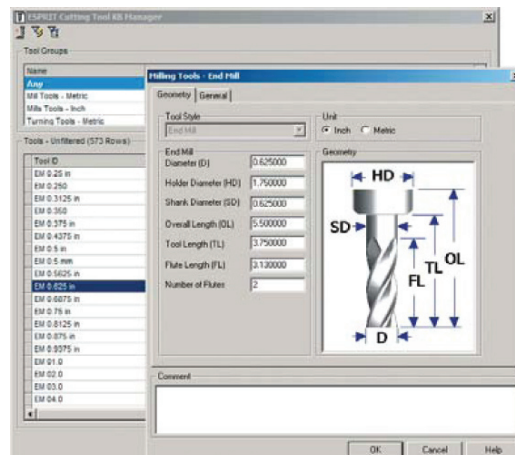 ESPRIT Cutting Tool KB Manager
Tool Groups
Name
Any
Mill Tools - Metric
Mills Tools - Inch
Turning Tools - Metric
Tools - Unfiltered (573 Rows)
Tool ID
EM 0.25 in
EM 0.250
EM 0.3125 in
EM 0.350
EM 0.375 in
EM 0.4375 in
EM 0.5 in
EM 0.5 mm
EM 0.5625 in
EM 0.625 in
EM 0.6875 in
EM 0.75 in
EM 0.8125 in
EM 0.875 in
EM 0.9375 in
EM 01.0
EM 02.0
EM 03.0
EM 04.0
Milling Tools - End Mill
Geometry General
Tool Style
End Mill
Unit
Inch Metric
End Mill
Diameter (D) 0.625000
Holder Diameter (HD) 1.750000
Shank Diameter (SD) 0.625000
Overall Length (OL) 5.500000
Tool Length (TL) 3.750000
Flute Length (FL) 3.130000
Number of Flutes 2
Geometry
HD
SD
FL
TL
OL
D
Comment
OK Cancel Help